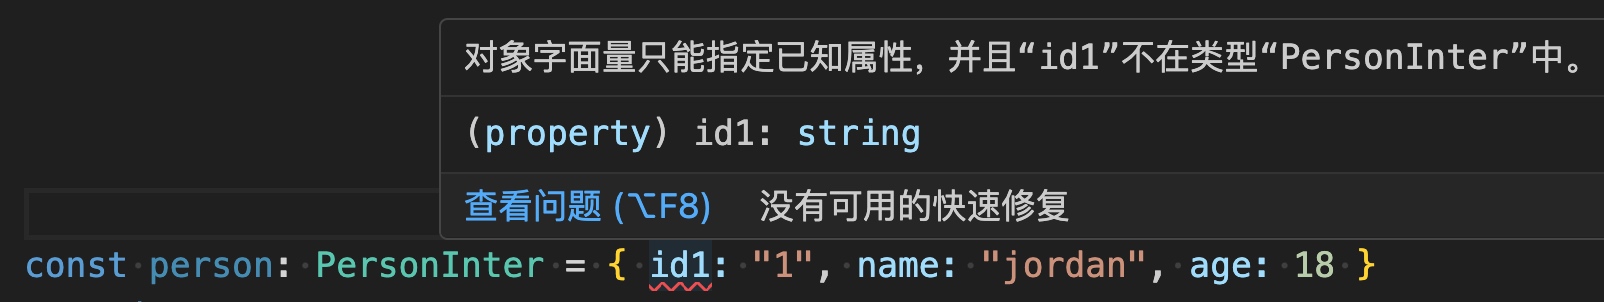 对象字面量只能指定已知属性，并且“id1”不在类型“PersonInter”中。
(property) id1: string
查看问题 (⌥F8) 没有可用的快速修复
const person: PersonInter = { id1: "1", name: "jordan", age: 18 }